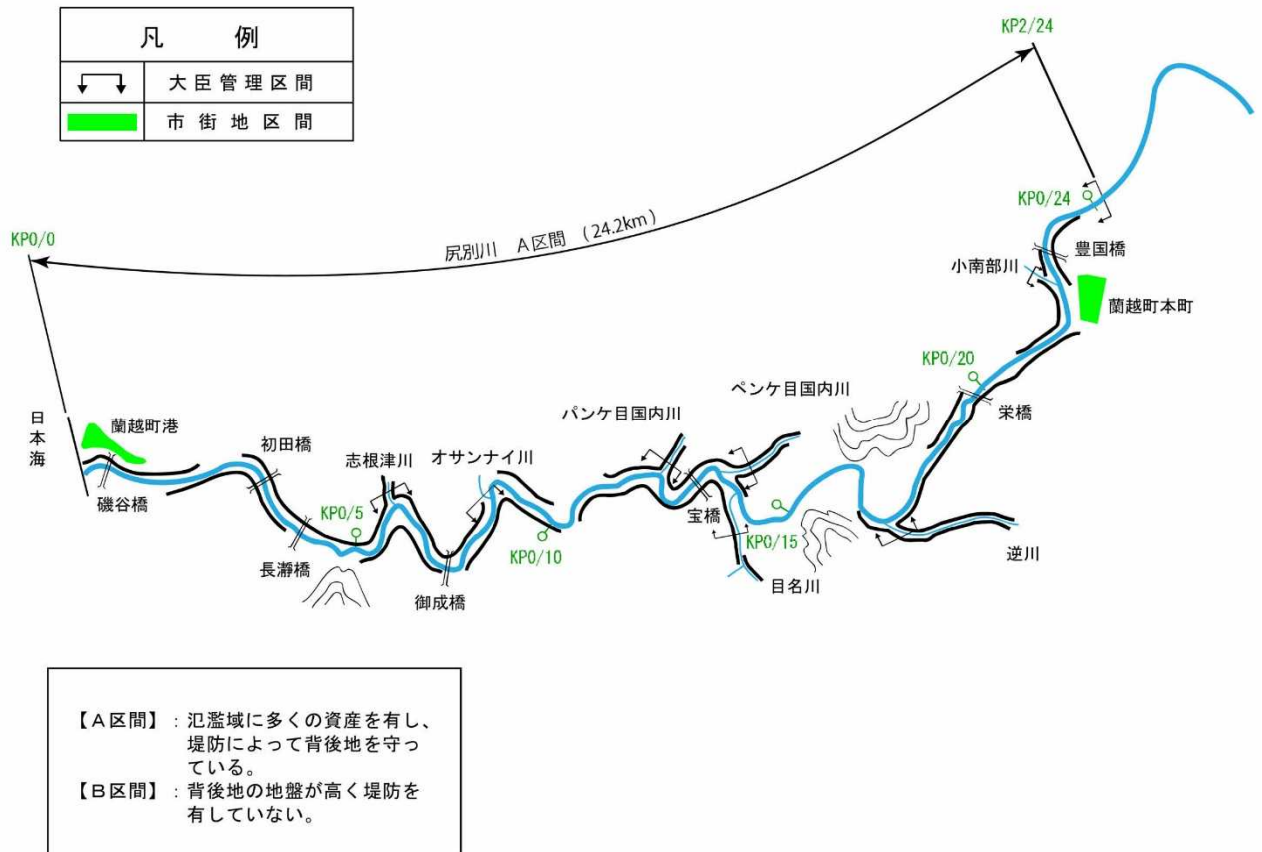 凡 例
大臣管理区間
市街地区間
KP2/24
KP0/24
KP0/0
尻別川 A区間 (24.2km)
豊国橋
小南部川
蘭越町本町
KP0/20
栄橋
ペンケ目国内川
パンケ目国内川
日本海
蘭越町港
初田橋
志根津川
オサンナイ川
磯谷橋
KP0/5
長瀞橋
御成橋
KP0/10
宝橋
KP0/15
目名川
逆川
【A区間】:氾濫域に多くの資産を有し、
堤防によって背後地を守っ
ている。
【B区間】:背後地の地盤が高く堤防を
有していない。